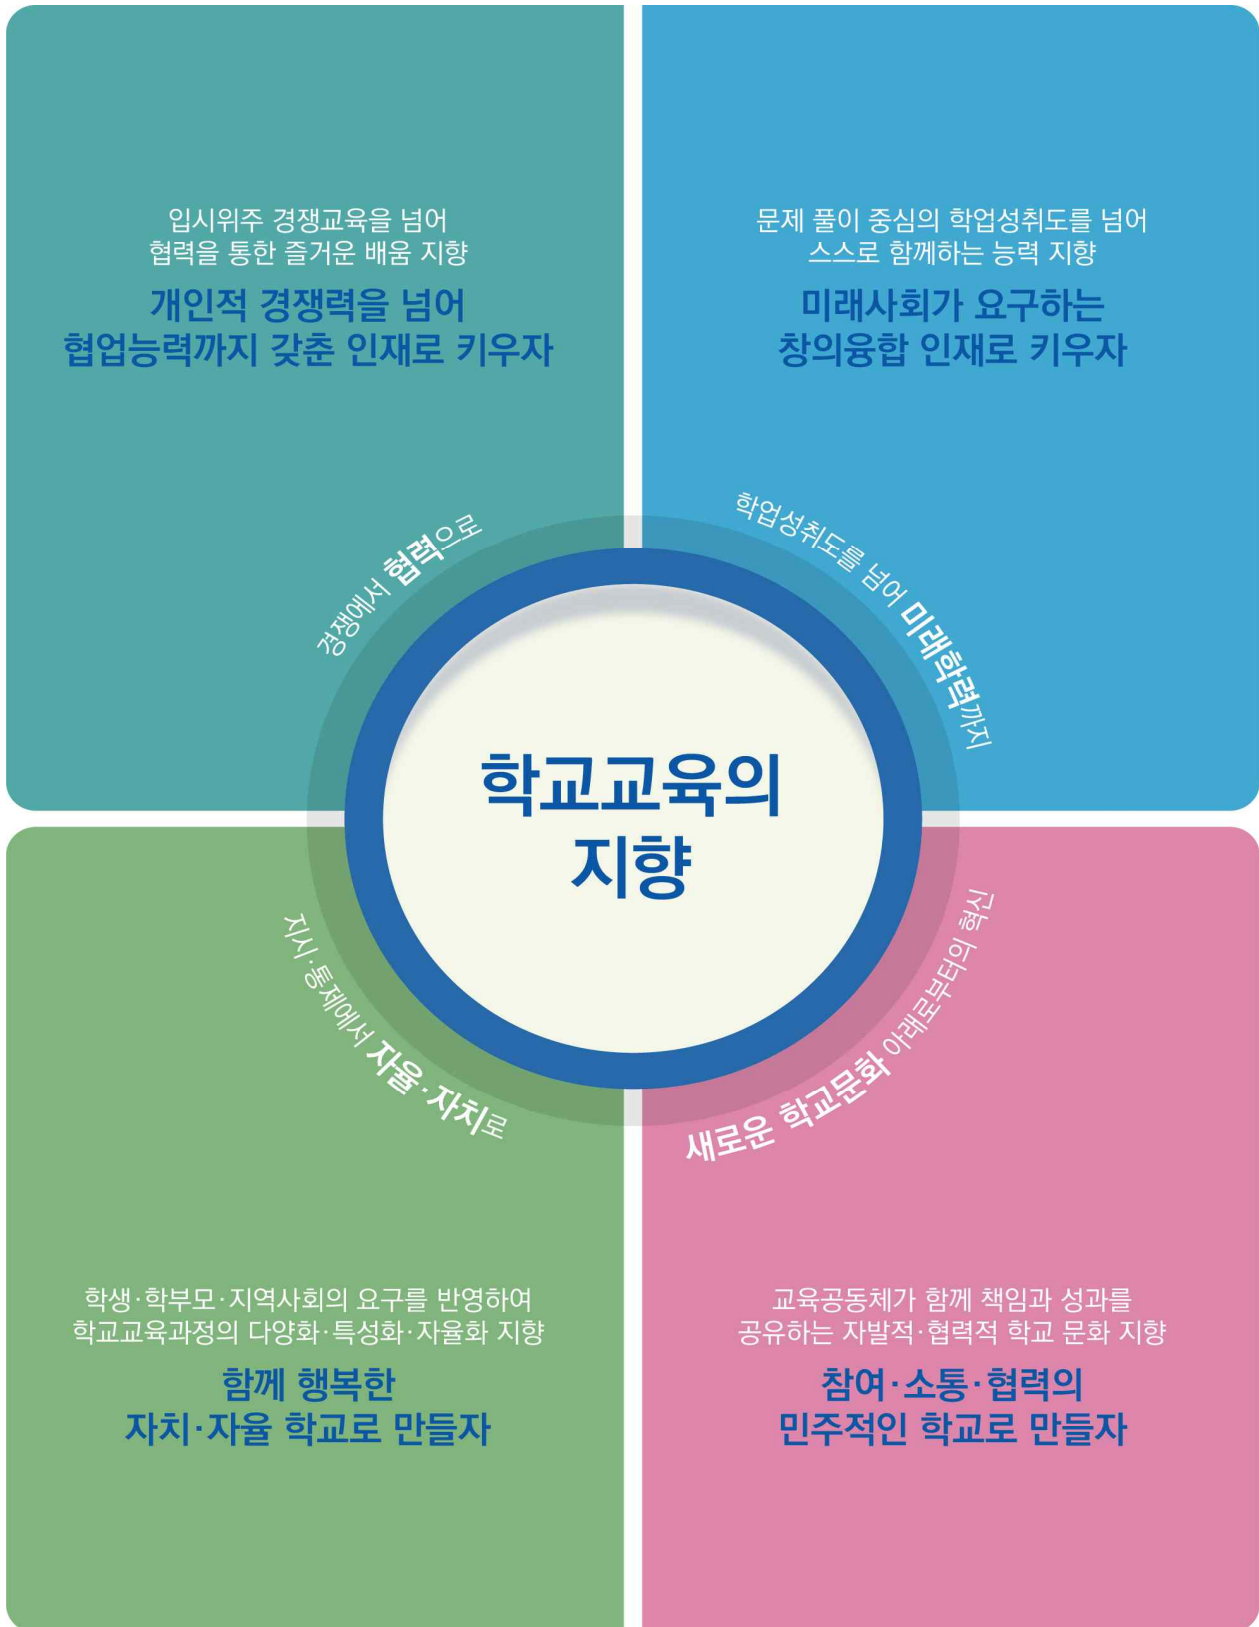 입시위주 경쟁교육을 넘어
협력을 통한 즐거운 배움 지향
개인적 경쟁력을 넘어
협업능력까지 갖춘 인재로 키우자
경쟁에서 협력으로
문제 풀이 중심의 학업성취도를 넘어
스스로 함께하는 능력 지향
미래사회가 요구하는
창의융합 인재로 키우자
학업성취도를 넘어 미래학력까지
학교교육의
지향
지시·통제에서 자율·자치로
학생·학부모·지역사회의 요구를 반영하여
학교교육과정의 다양화·특성화·자율화 지향
함께 행복한
자치·자율 학교로 만들자
새로운 학교문화 아래로부터의 혁신
교육공동체가 함께 책임과 성과를
공유하는 자발적·협력적 학교 문화 지향
참여·소통·협력의
민주적인 학교로 만들자